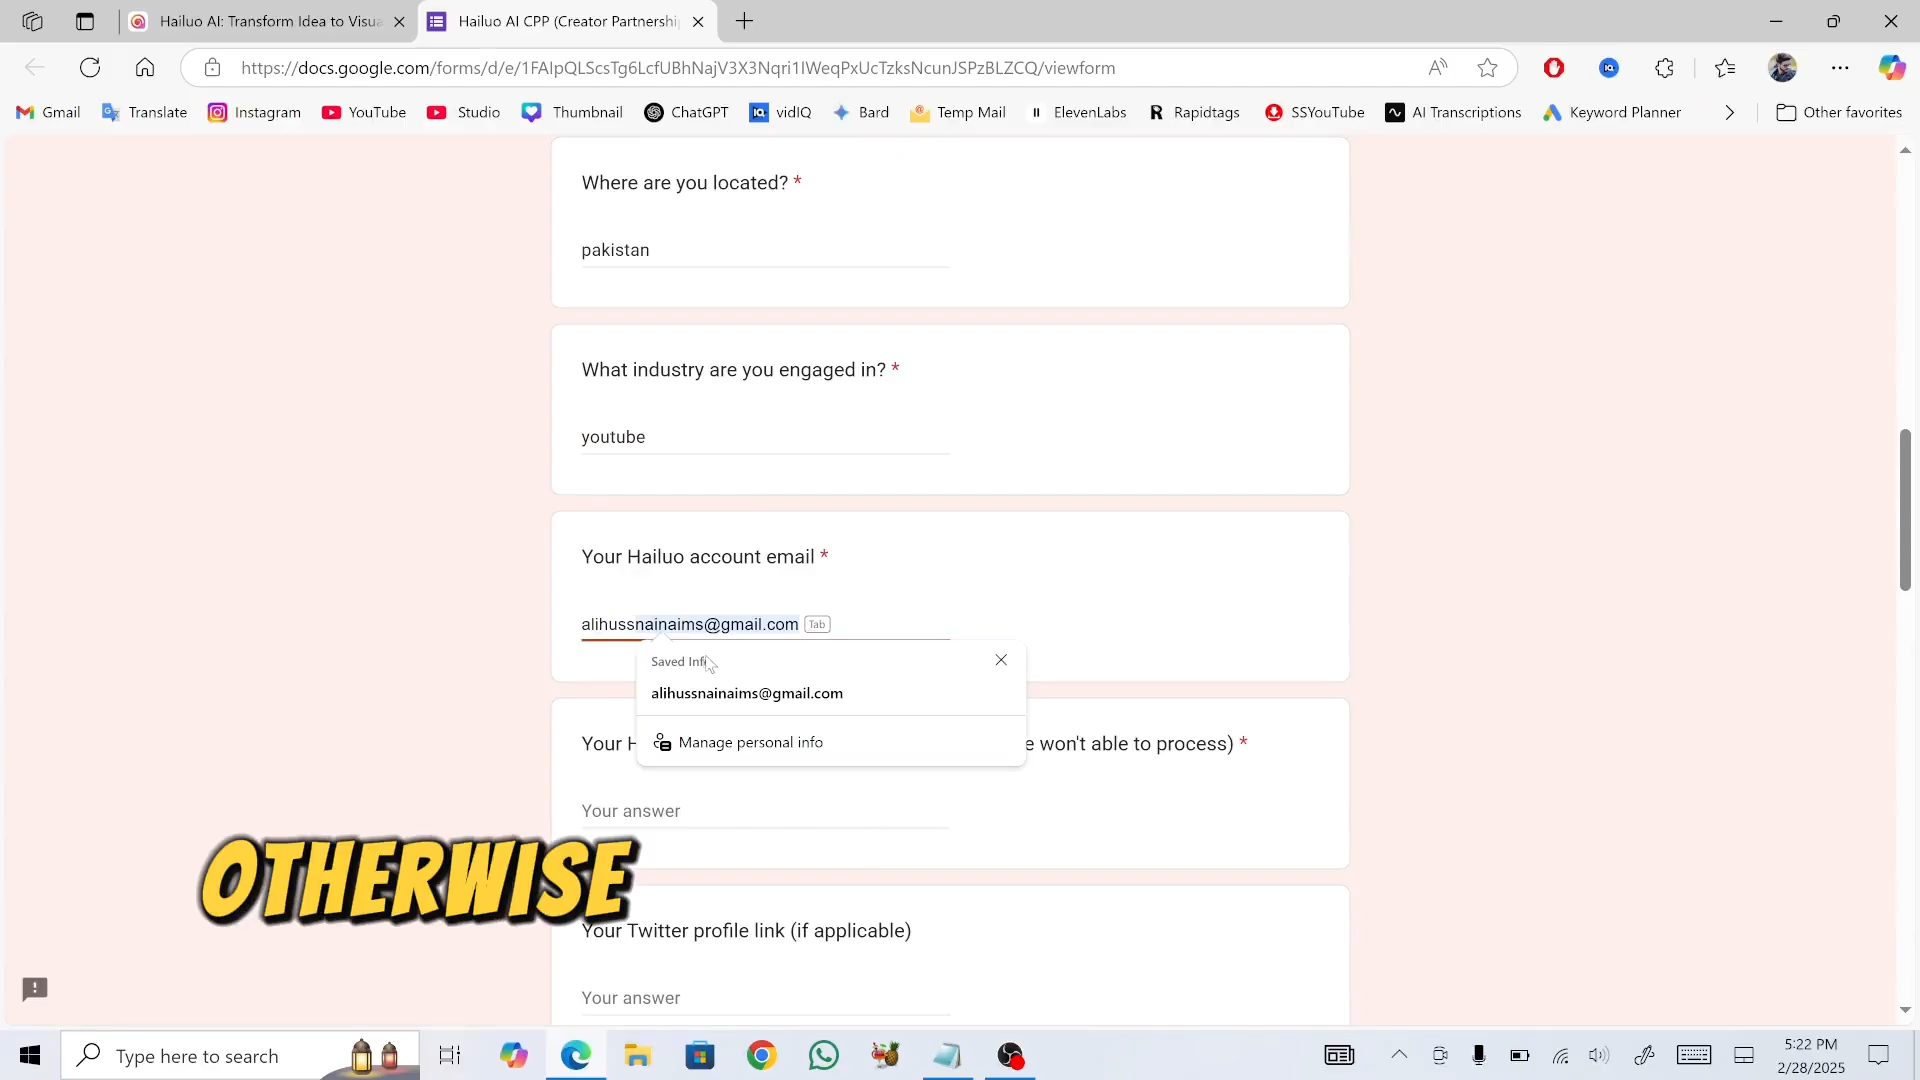 Hailuo AI: Transform Idea to Visua
Hailuo AI CPP (Creator Partnershi
https://docs.google.com/forms/d/e/1FAIpQLScsTg6LcfUBhNajV3X3Nqri1IWeqPxUcTzksNcunJSPzBLZCQ/viewform
Gmail
Translate
Instagram
YouTube
Studio
Thumbnail
ChatGPT
vidIQ
Bard
Temp Mail
ElevenLabs
Rapidtags
SSYouTube
AI Transcriptions
Keyword Planner
Other favorites
Where are you located? *
pakistan
What industry are you engaged in? *
youtube
Your Hailuo account email *
alihussnainaims@gmail.com Tab
Saved Inf
alihussnainaims@gmail.com
Manage personal info
Your H
e won't able to process) *
Your answer
OTHERWISE
Your Twitter profile link (if applicable)
Your answer
Type here to search
5:22 PM
2/28/2025